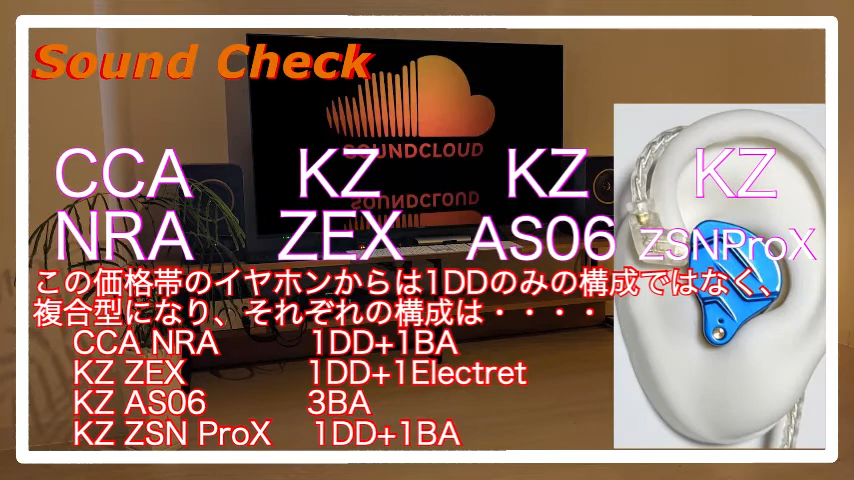 Sound Check
SOUNDCLOUD
SOUNDCLOUD
CCA KZ KZ KZ
NRA ZEX AS06 ZSNProX
この価格帯のイヤホンからは1DDのみの構成ではなく、
複合型になり、それぞれの構成は・・・・
CCA NRA 1DD+1BA
KZ ZEX 1DD+1Electret
KZ AS06 3BA
KZ ZSN ProX 1DD+1BA